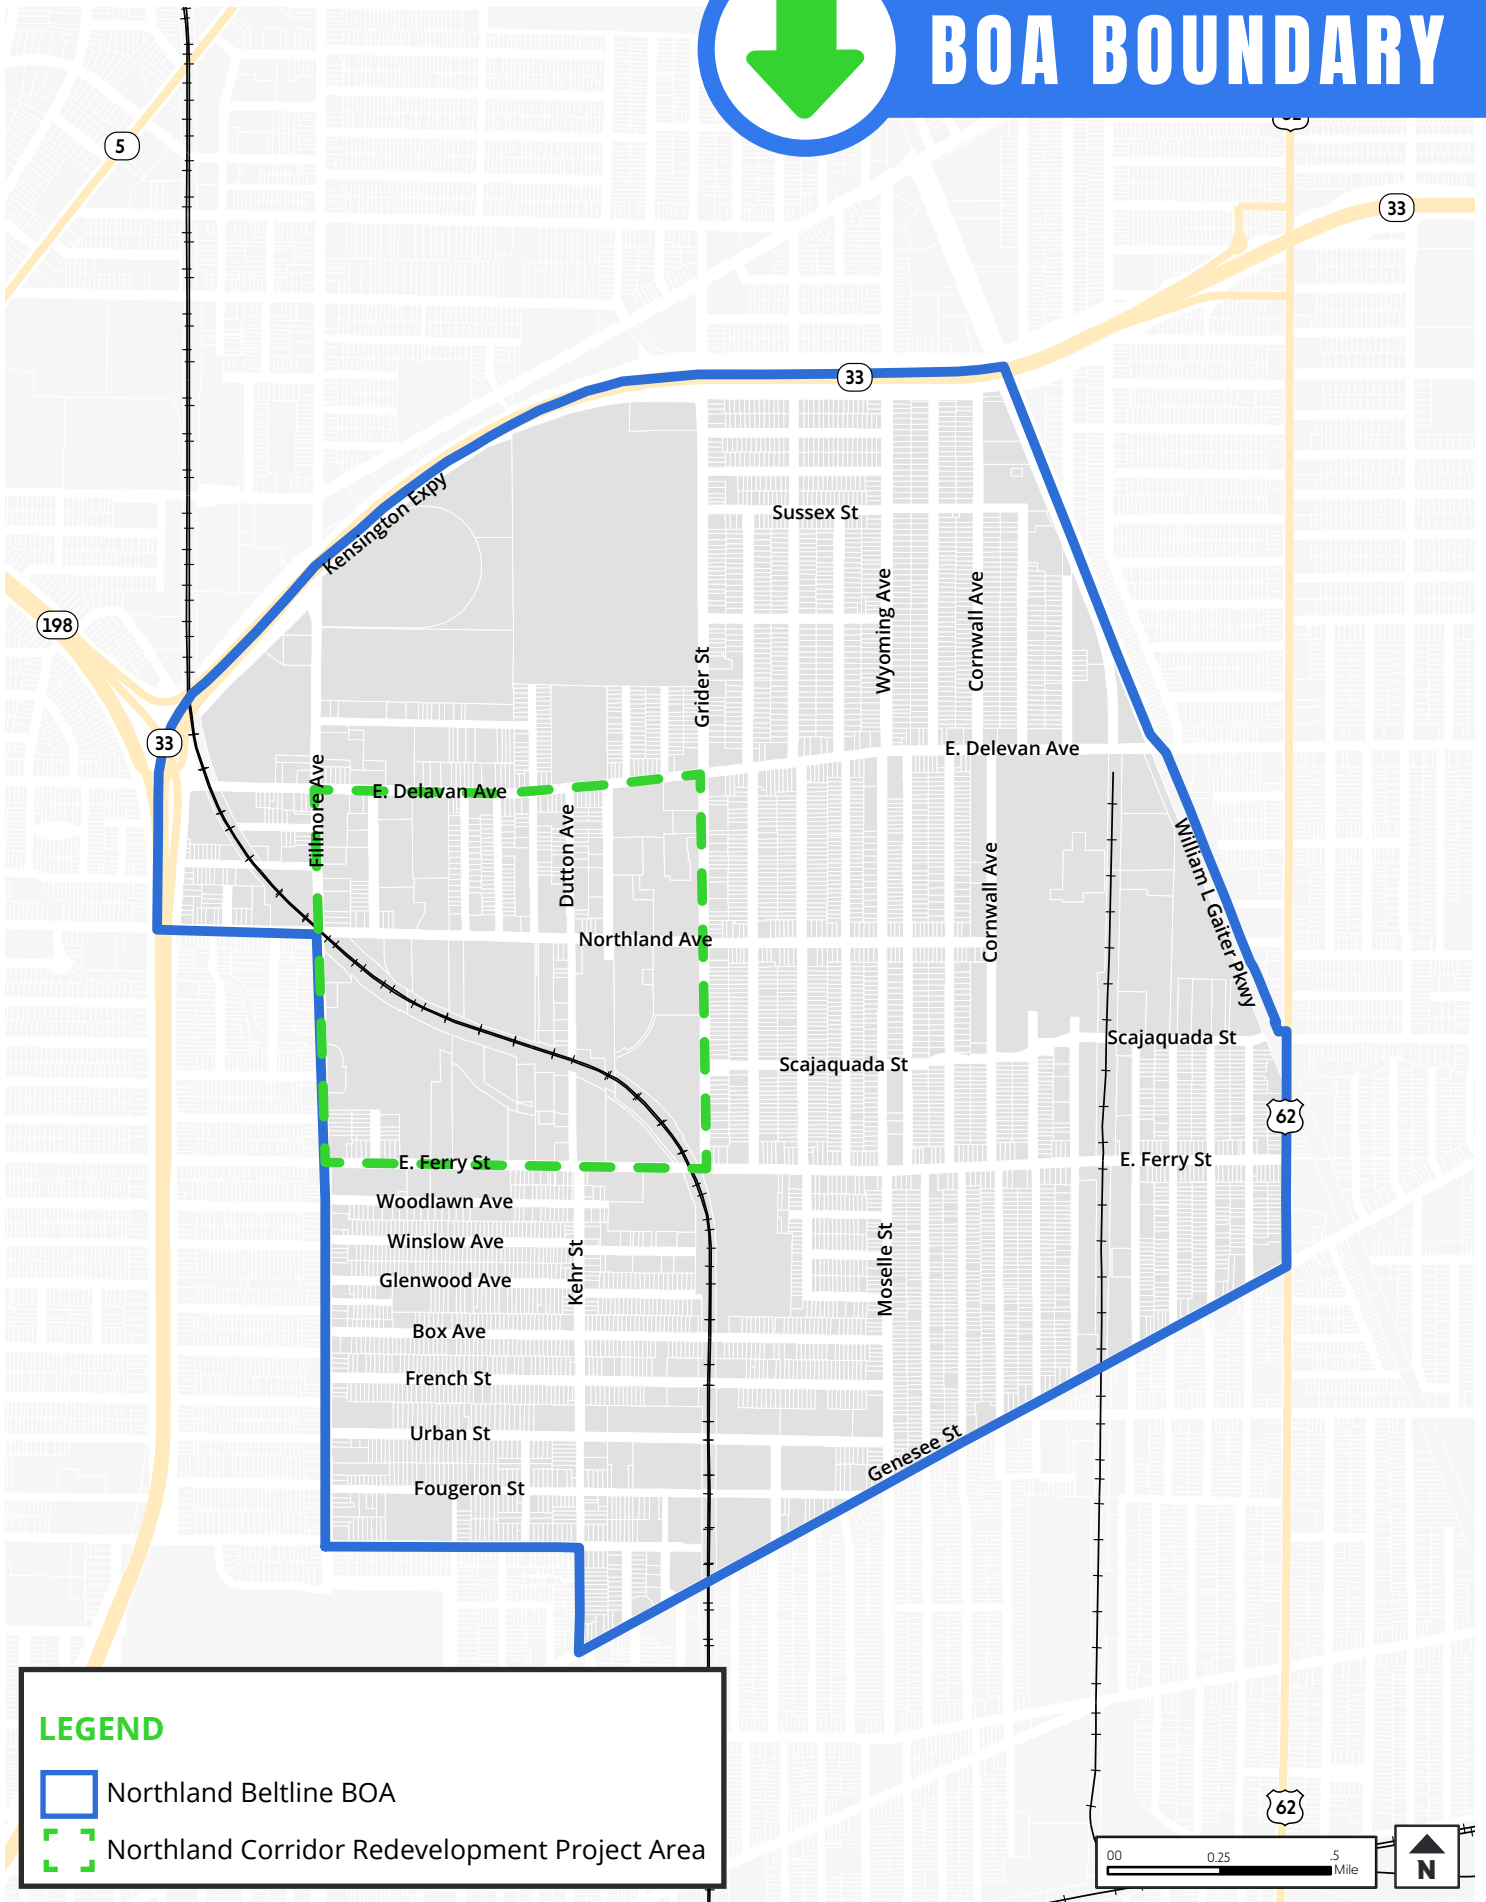 BOA BOUNDARY
5
33
33
Kensington Expy
Sussex St
Wyoming Ave
Cornwall Ave
198
Grider St
33
E. Delevan Ave
Fillmore Ave
E. Delavan Ave
Dutton Ave
William L Gaiter Pkwy
Cornwall Ave
Northland Ave
Scajaquada St
Scajaquada St
62
E. Ferry St
E. Ferry St
Woodlawn Ave
Winslow Ave
Kehr St
Moselle St
Glenwood Ave
Box Ave
French St
Urban St
Genesee St
Fougeron St
LEGEND
Northland Beltline BOA
Northland Corridor Redevelopment Project Area
62
00 0.25 .5
Mile
N